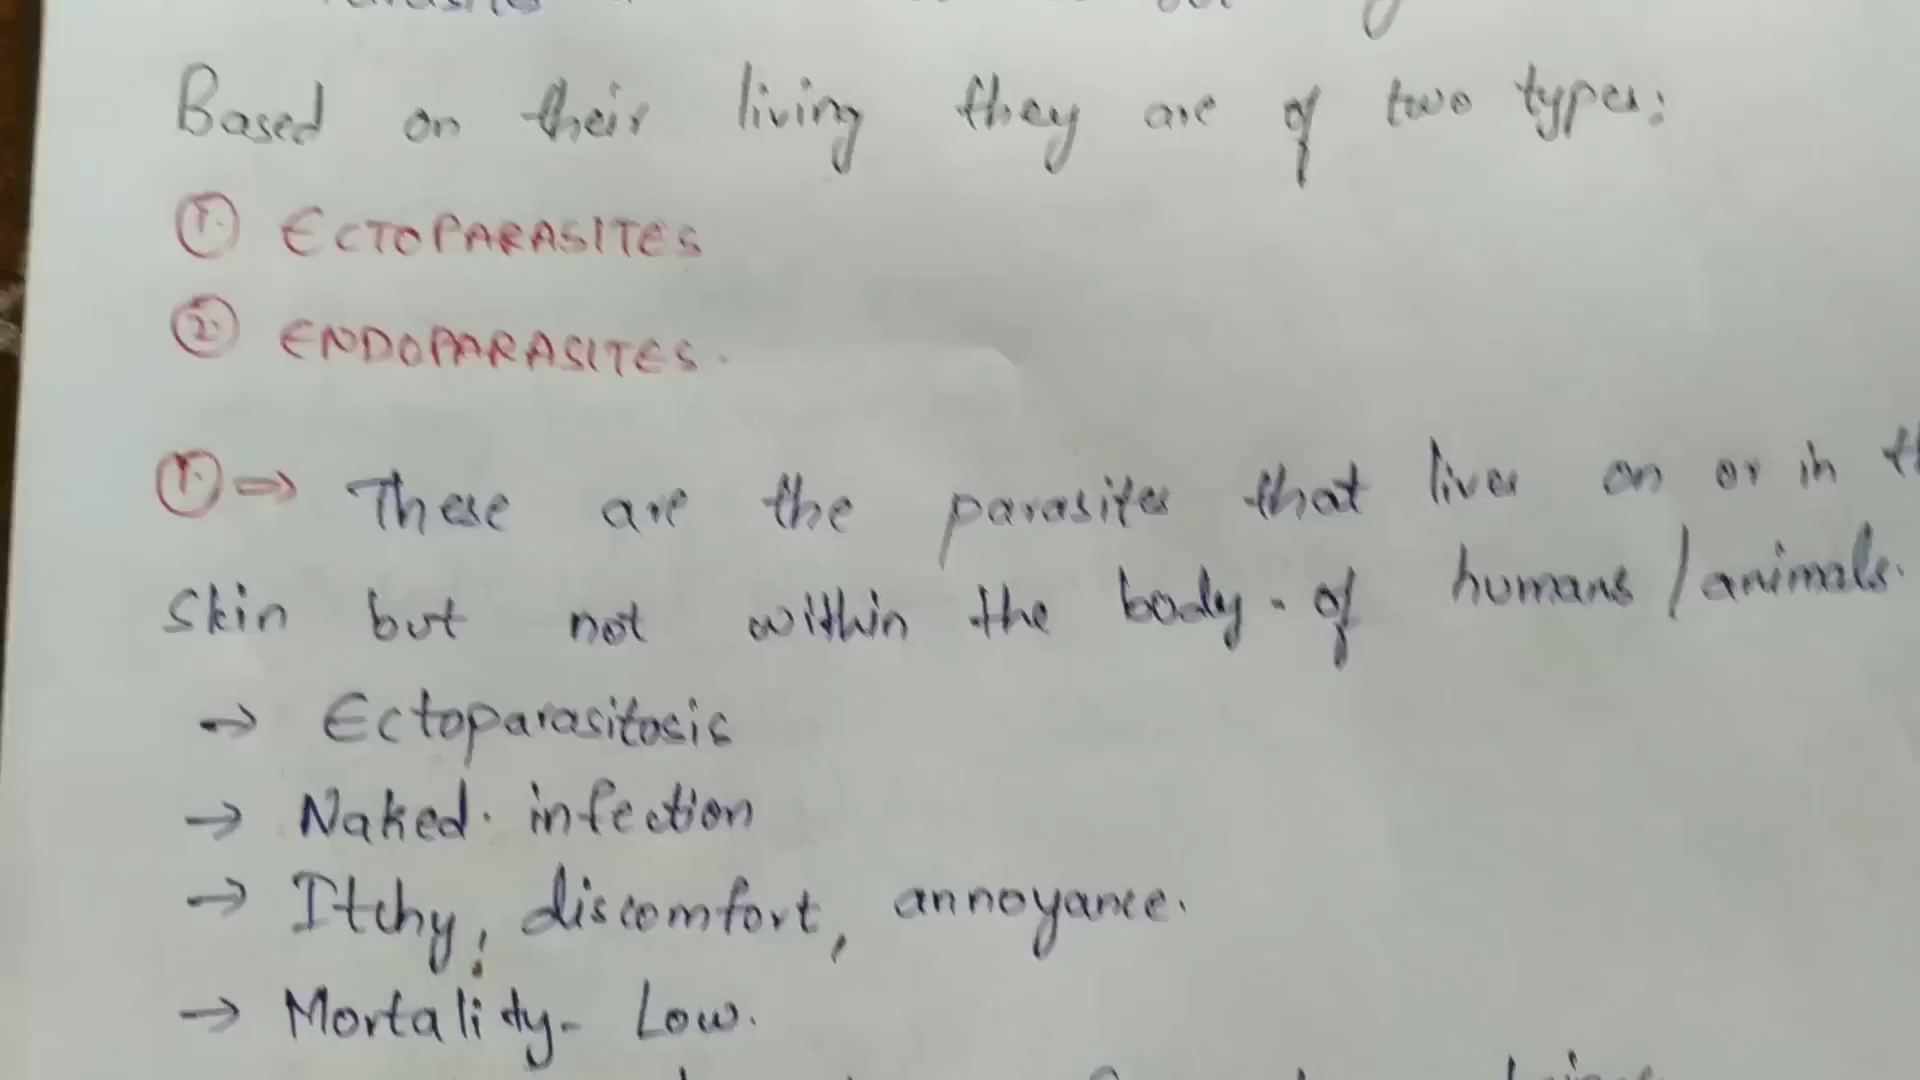 Based on their living they are of two types:
① ECTOPARASITES
② ENDOPARASITES.
① ⇒ These are the parasites that lives on or in
Skin but not within the body. of humans / animals.
→ Ectoparasitosis
→ Naked. infection
→ Itchy, discomfort, annoyance.
→ Mortality - Low.